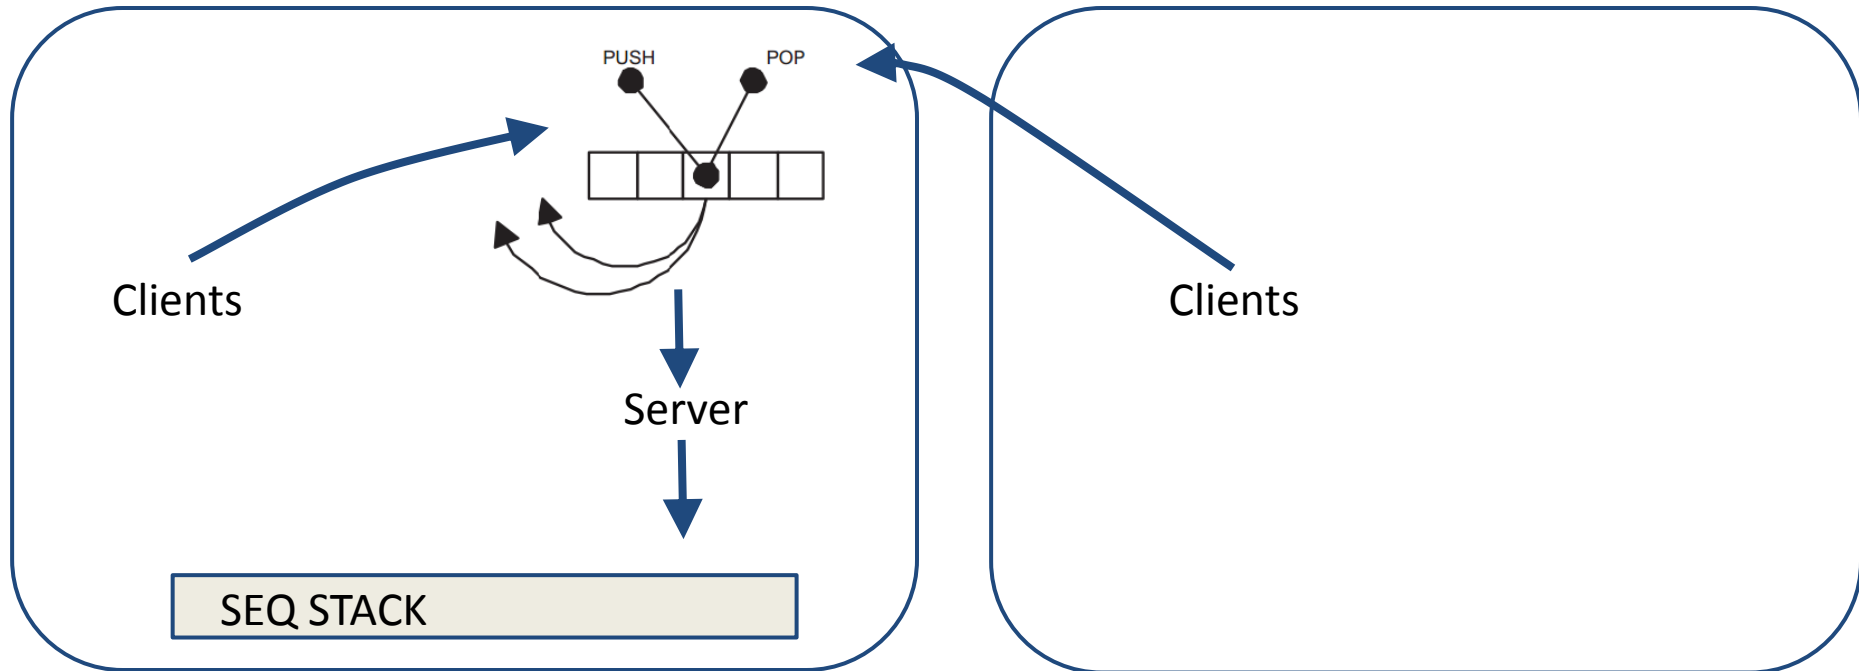 PUSH
POP
Clients
Clients
Server
SEQ STACK